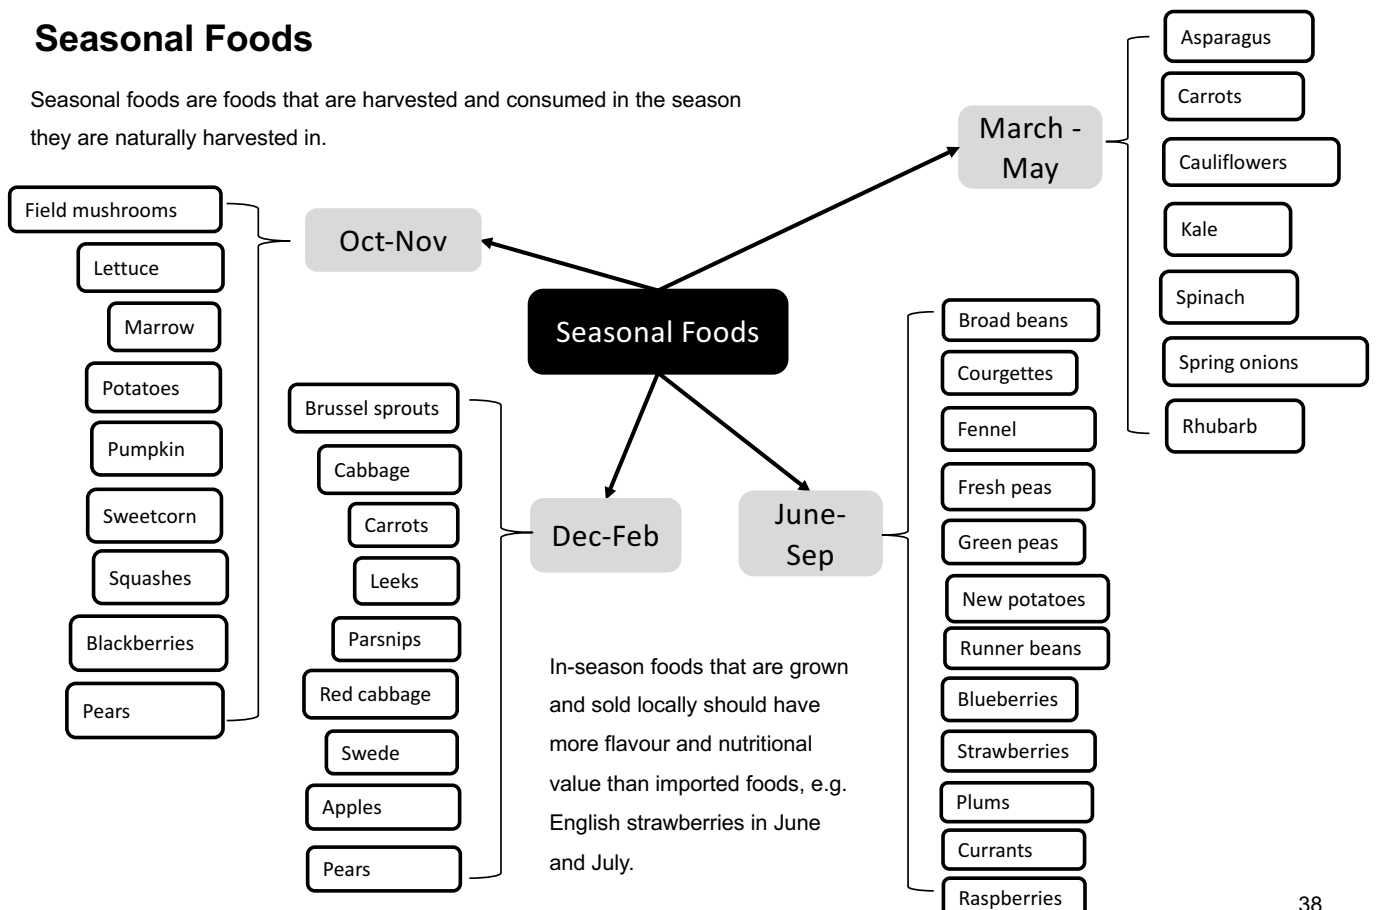 Seasonal Foods
Seasonal foods are foods that are harvested and consumed in the season
they are naturally harvested in.
Oct-Nov
Field mushrooms
Lettuce
Marrow
Potatoes
Pumpkin
Sweetcorn
Squashes
Blackberries
Pears
Seasonal Foods
March -
May
Asparagus
Carrots
Cauliflowers
Kale
Spinach
Spring onions
Rhubarb
Dec-Feb
Brussel sprouts
Cabbage
Carrots
Leeks
Parsnips
Red cabbage
Swede
Apples
Pears
June-
Sep
Broad beans
Courgettes
Fennel
Fresh peas
Green peas
New potatoes
Runner beans
Blueberries
Strawberries
Plums
Currants
Raspberries
In-season foods that are grown
and sold locally should have
more flavour and nutritional
value than imported foods, e.g.
English strawberries in June
and July.
38